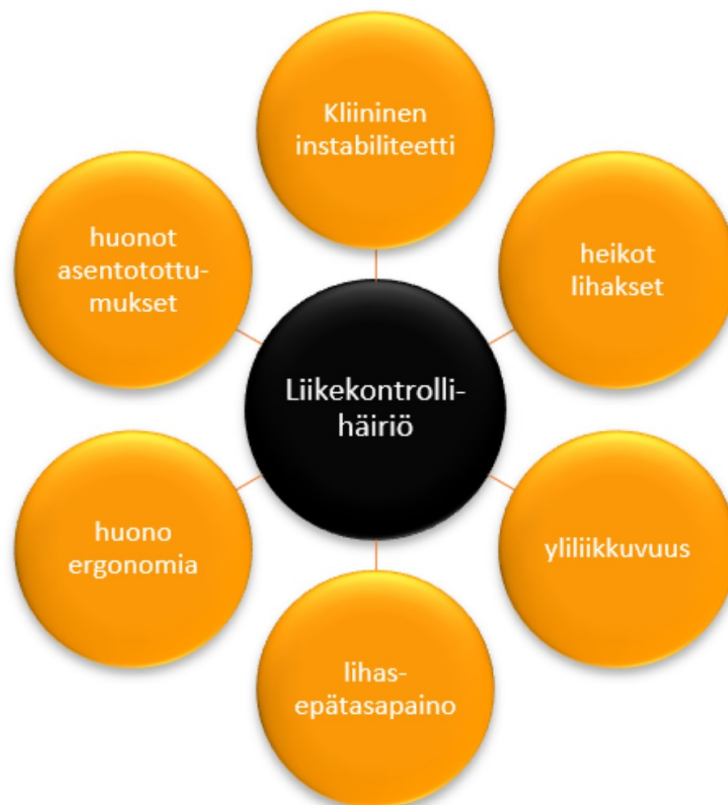 Kliininen
instabiliteetti
huonot
asentotottu-
mukset
heikot
lihakset
Liikekontrolli-
häiriö
huono
ergonomia
yliliikkuvuus
lihas-
epätasapaino